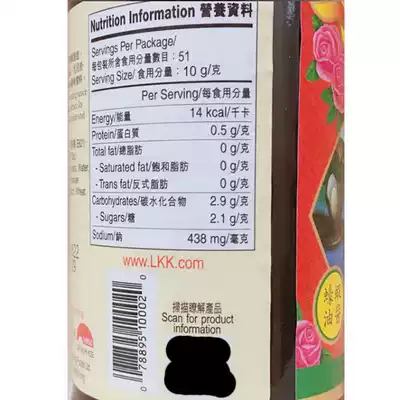 Nutrition Information 營養資料
Servings Per Package/
每包裝所含食用分量數目：51
Serving Size/ 食用分量：10 g/克
Per Serving/每食用分量
Energy/能量 14 kcal/千卡
Protein/蛋白質 0.5 g/克
Total fat/總脂肪 0 g/克
- Saturated fat/飽和脂肪 0 g/克
- Trans fat/反式脂肪 0 g/克
Carbohydrates/碳水化合物 2.9 g/克
- Sugars/糖 2.1 g/克
Sodium/鈉 438 mg/毫克
www.LKK.com
0 78895 10002 0
掃描瞭解產品
Scan for product
information
蠔油